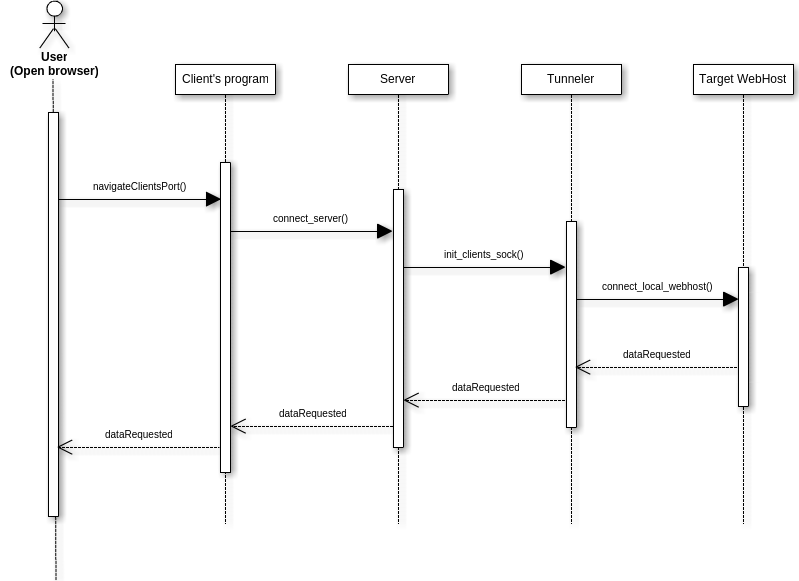 User
(Open browser)
Client's program
Server
Tunneler
Target WebHost
navigateClientsPort()
connect_server()
init_clients_sock()
connect_local_webhost()
dataRequested
dataRequested
dataRequested
dataRequested